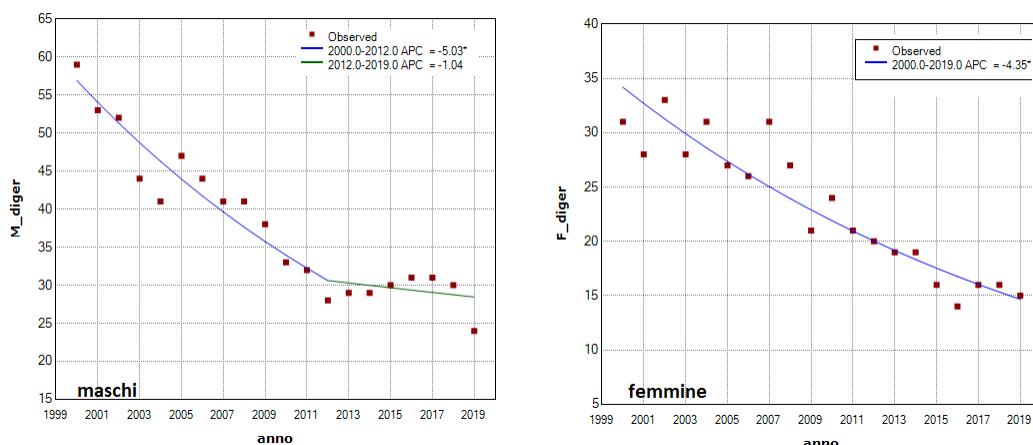 65
60
55
50
45
40
35
30
25
20
15
M_diger
Observed
2000.0-2012.0 APC = -5.03*
2012.0-2019.0 APC = -1.04
maschi
1999 2001 2003 2005 2007 2009 2011 2013 2015 2017 2019
anno
40
35
30
25
20
15
10
5
F_diger
Observed
2000.0-2019.0 APC = -4.35*
femmine
1999 2001 2003 2005 2007 2009 2011 2013 2015 2017 2019
anno